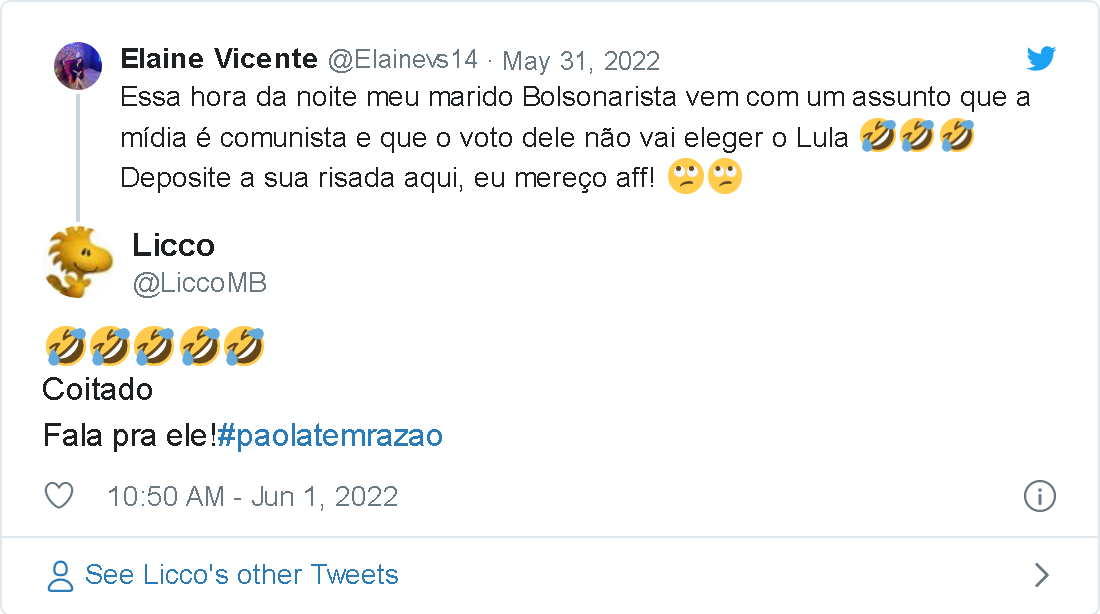 Elaine Vicente @Elainevs14 · May 31, 2022
Essa hora da noite meu marido Bolsonarista vem com um assunto que a
mídia é comunista e que o voto dele não vai eleger o Lula 🤣🤣🤣
Deposite a sua risada aqui, eu mereço aff! 🙄🙄
Licco
@LiccoMB
🤣🤣🤣🤣🤣
Coitado
Fala pra ele!#paolatemrazao
10:50 AM - Jun 1, 2022
See Licco's other Tweets